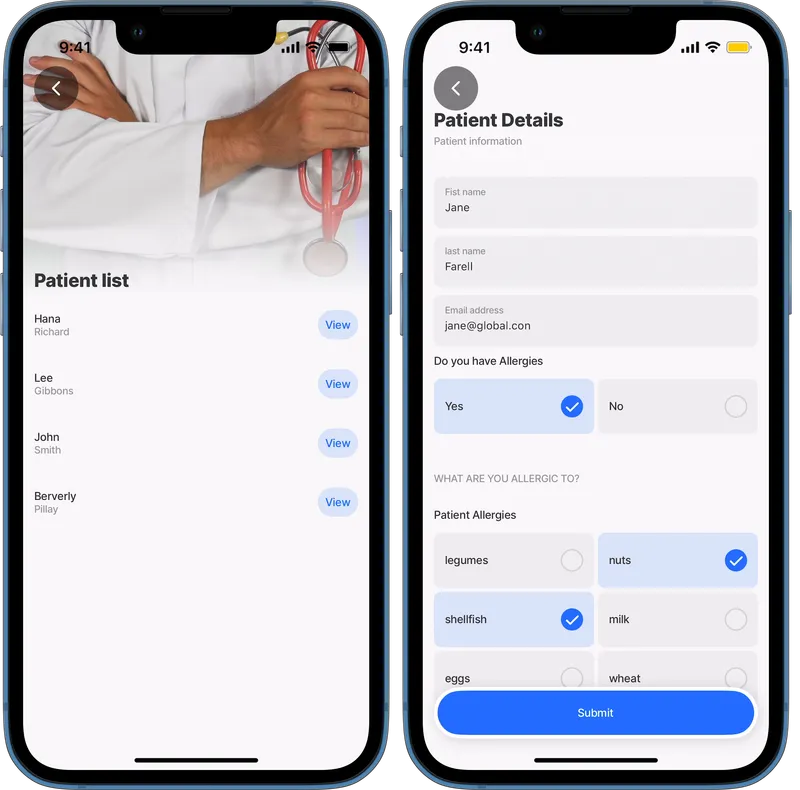 9:41
Patient list
Hana
Richard
View
Lee
Gibbons
View
John
Smith
View
Berverly
Pillay
View
9:41
Patient Details
Patient information
Fist name
Jane
last name
Farell
Email address
jane@global.con
Do you have Allergies
Yes
No
WHAT ARE YOU ALLERGIC TO?
Patient Allergies
legumes
nuts
shellfish
milk
eggs
wheat
Submit